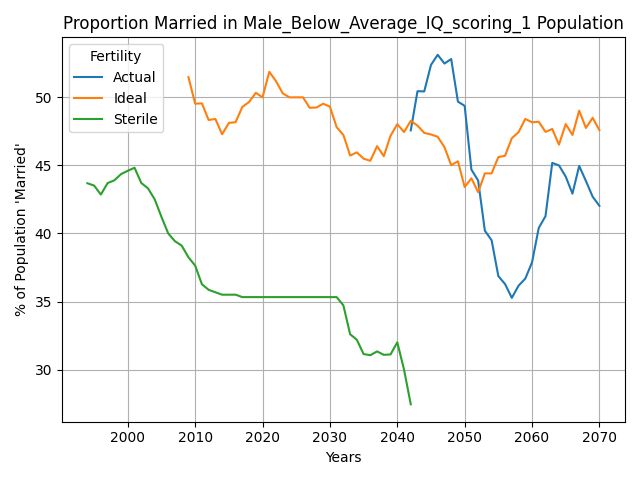 Proportion Married in Male_Below_Average_IQ_scoring_1 Population
Fertility
Actual
Ideal
Sterile
% of Population 'Married'
50
45
40
35
30
2000 2010 2020 2030 2040 2050 2060 2070
Years